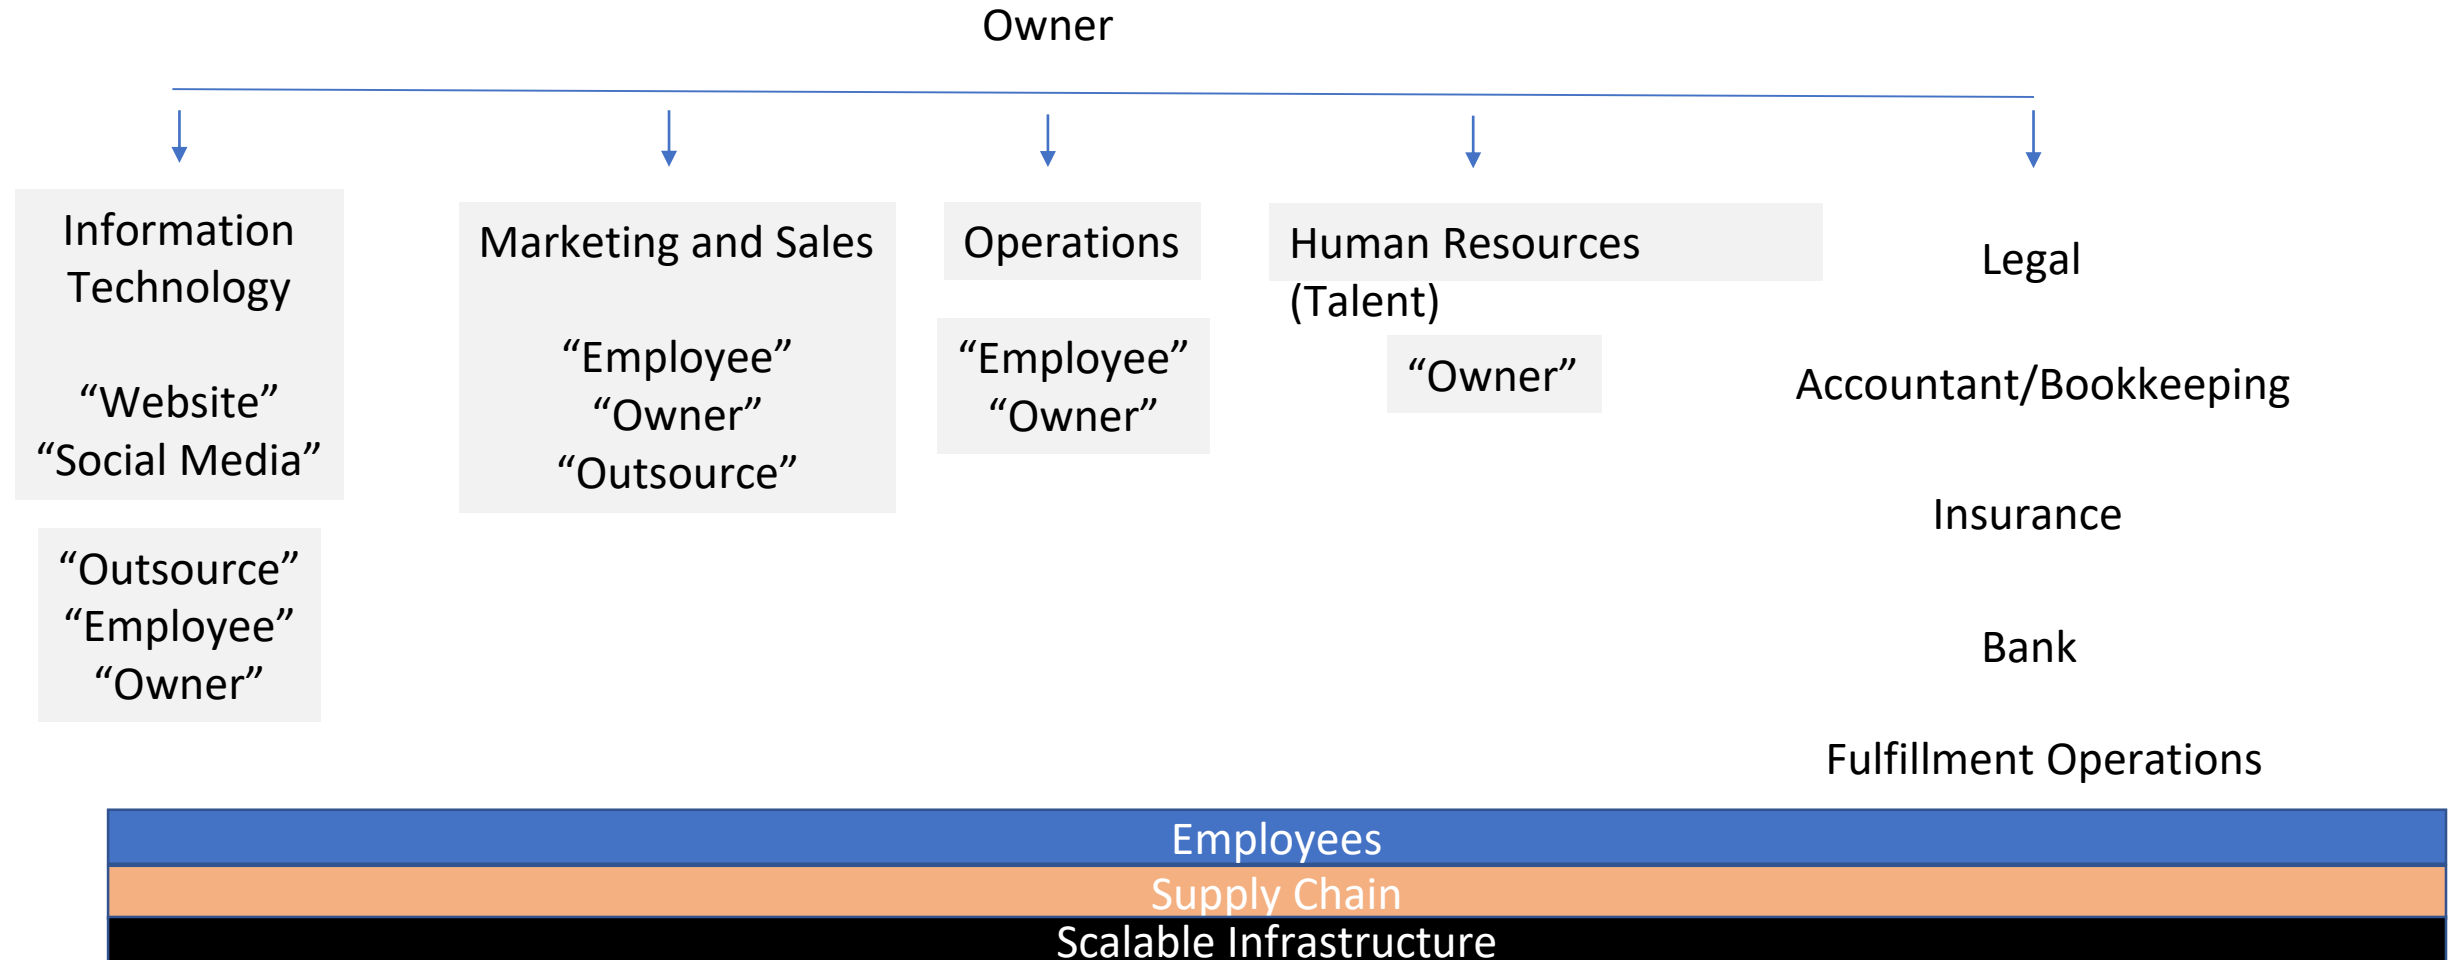 Owner
Information
Technology
“Website”
“Social Media”
“Outsource”
“Employee”
“Owner”
Marketing and Sales
“Employee”
“Owner”
“Outsource”
Operations
“Employee”
“Owner”
Human Resources
(Talent)
“Owner”
Legal
Accountant/Bookkeeping
Insurance
Bank
Fulfillment Operations
Employees
Supply Chain
Scalable Infrastructure